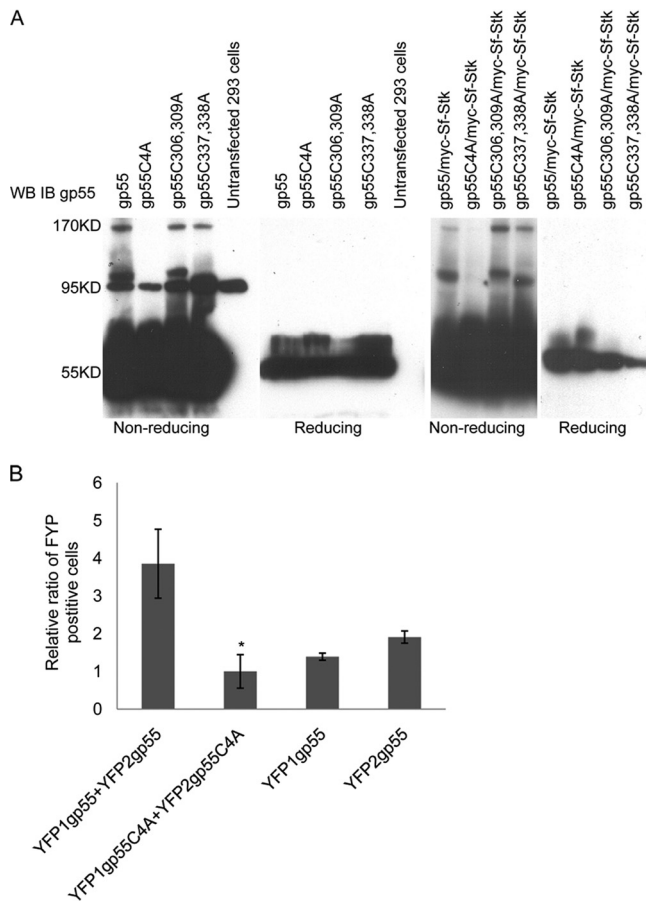 A
gp55
gp55C4A
gp55C306,309A
gp55C337,338A
Untransfected 293 cells
gp55
gp55C4A
gp55C306,309A
gp55C337,338A
Untransfected 293 cells
gp55/myc-Sf-Stk
gp55C4A/myc-Sf-Stk
gp55C306,309A/myc-Sf-Stk
gp55C337,338A/myc-Sf-Stk
gp55/myc-Sf-Stk
gp55C4A/myc-Sf-Stk
gp55C306,309A/myc-Sf-Stk
gp55C337,338A/myc-Sf-Stk
WB IB gp55
170KD
95KD
55KD
Non-reducing
Reducing
Non-reducing
Reducing
B
Relative ratio of FYP
postitive cells
6
5
4
3
2
1
0
*
YFP1gp55+YFP2gp55
YFP1gp55C4A+YFP2gp55C4A
YFP1gp55
YFP2gp55